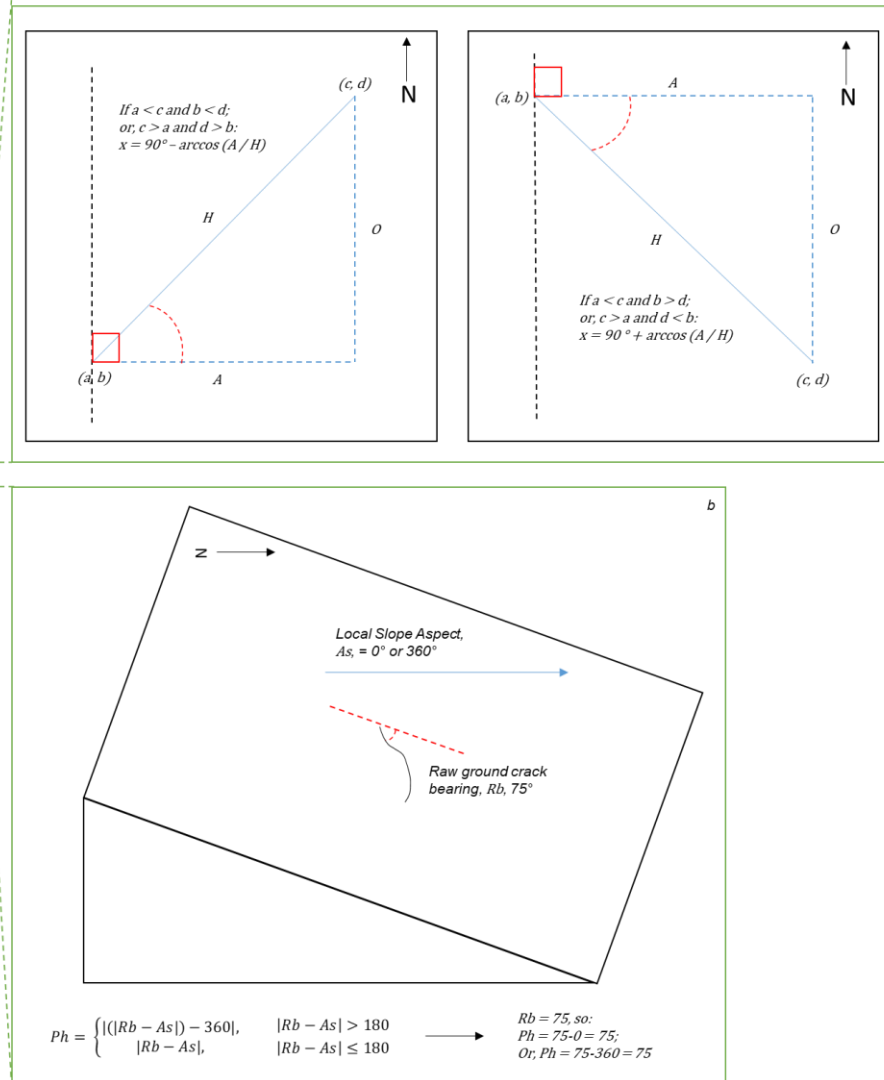 (c, d)
N
If a < c and b < d;
or, c > a and d > b:
x = 90° – arccos (A / H)
H
O
(a, b)
A
A
(a, b)
N
H
O
If a < c and b > d;
or, c > a and d < b:
x = 90 ° + arccos (A / H)
(c, d)
b
N
Local Slope Aspect,
As, = 0° or 360°
Raw ground crack
bearing, Rb, 75°
Ph = { |(|Rb − As|) − 360|, |Rb − As| > 180
|Rb − As|, |Rb − As| ≤ 180
Rb = 75, so:
Ph = 75-0 = 75;
Or, Ph = 75-360 = 75